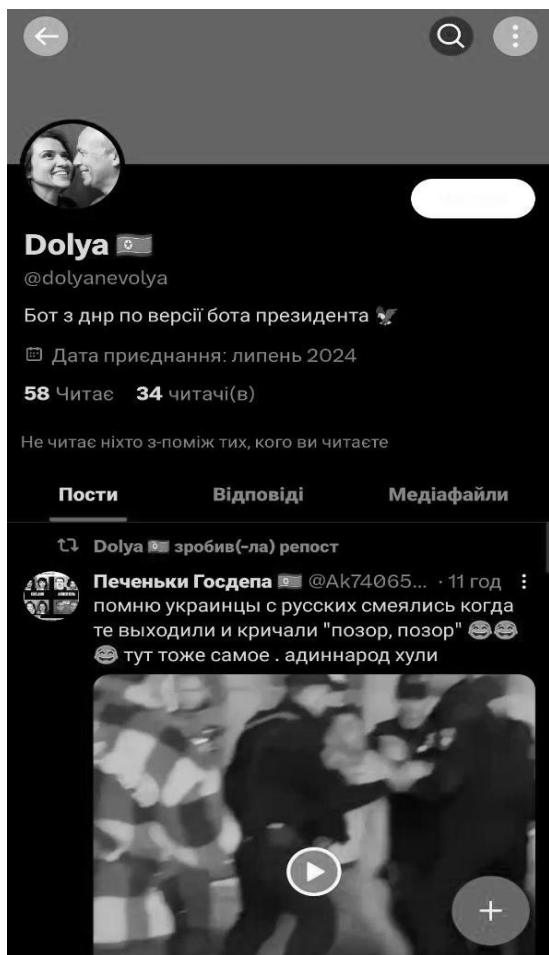 Dolya
@dolyanevolya
Бот з днр по версії бота президента
Дата приєднання: липень 2024
58 Читає 34 читачі(в)
Не читає ніхто з-поміж тих, кого ви читаєте
Пости Відповіді Медіафайли
Dolya зробив(-ла) репост
Печеньки Госдепа @Ak74065... · 11 год
помню украинцы с русских смеялись когда
те выходили и кричали "позор, позор" 😂😂
😂 тут тоже самое . адиннарод хули